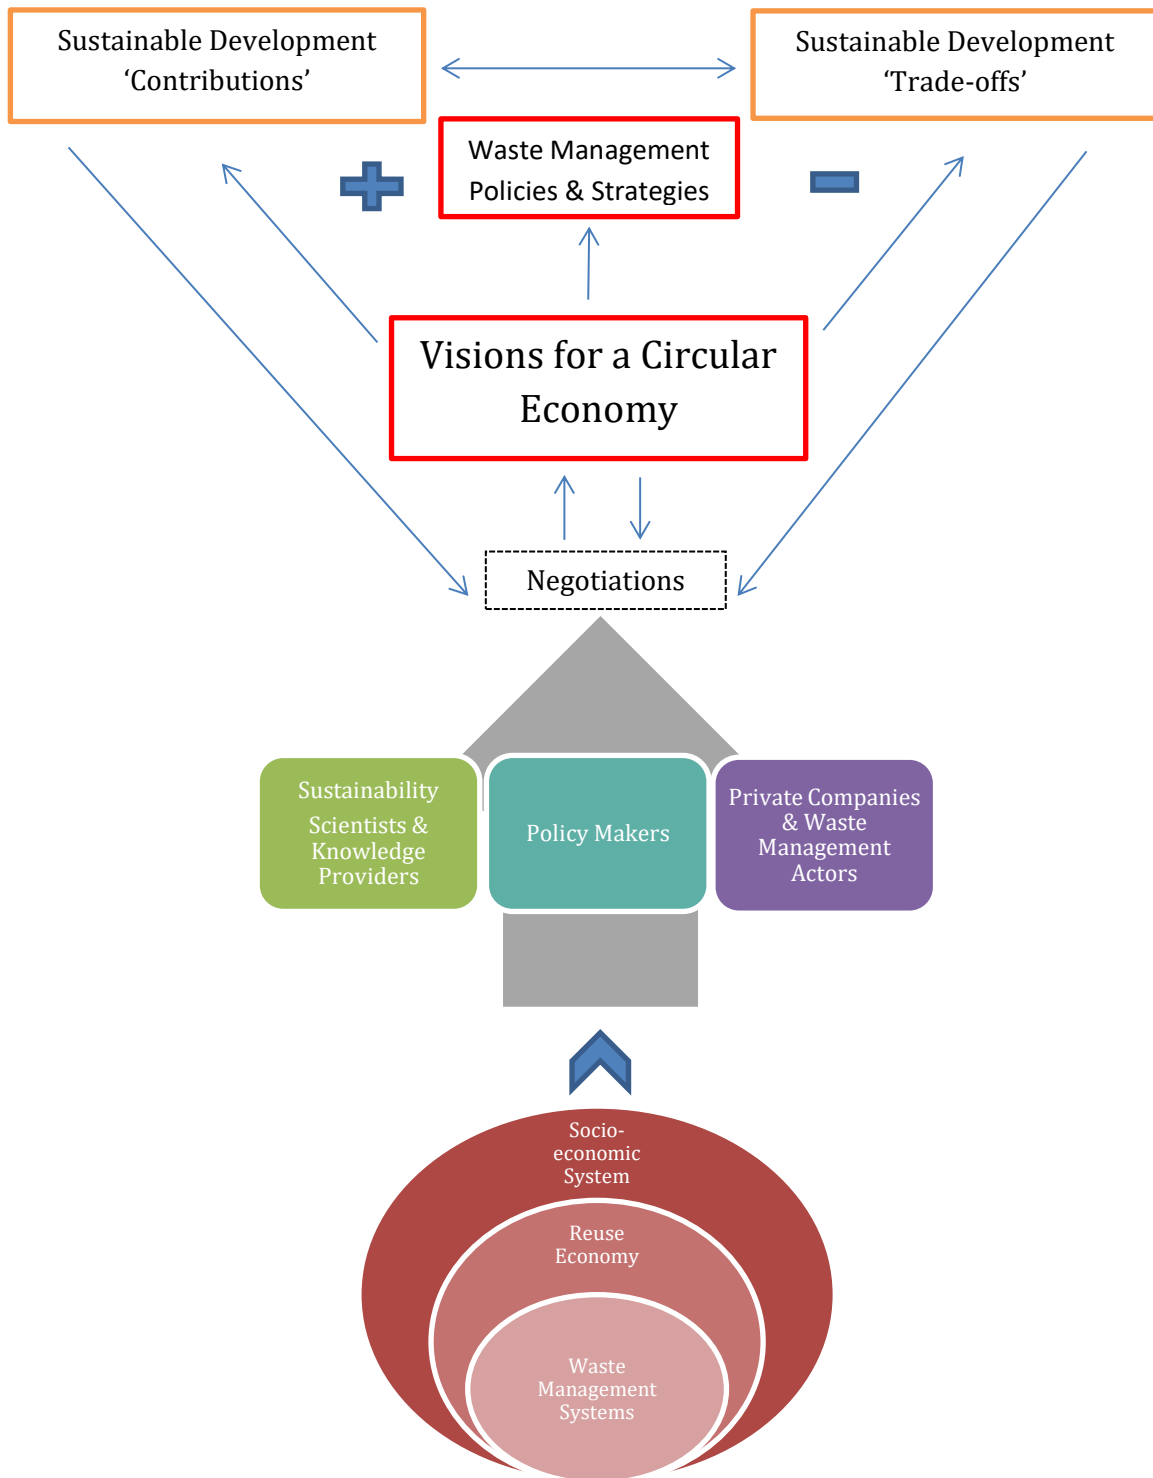 Sustainable Development
‘Contributions’
Sustainable Development
‘Trade-offs’
Waste Management
Policies & Strategies
Visions for a Circular
Economy
Negotiations
Sustainability
Scientists &
Knowledge
Providers
Policy Makers
Private Companies
& Waste
Management
Actors
Socio-
economic
System
Reuse
Economy
Waste
Management
Systems